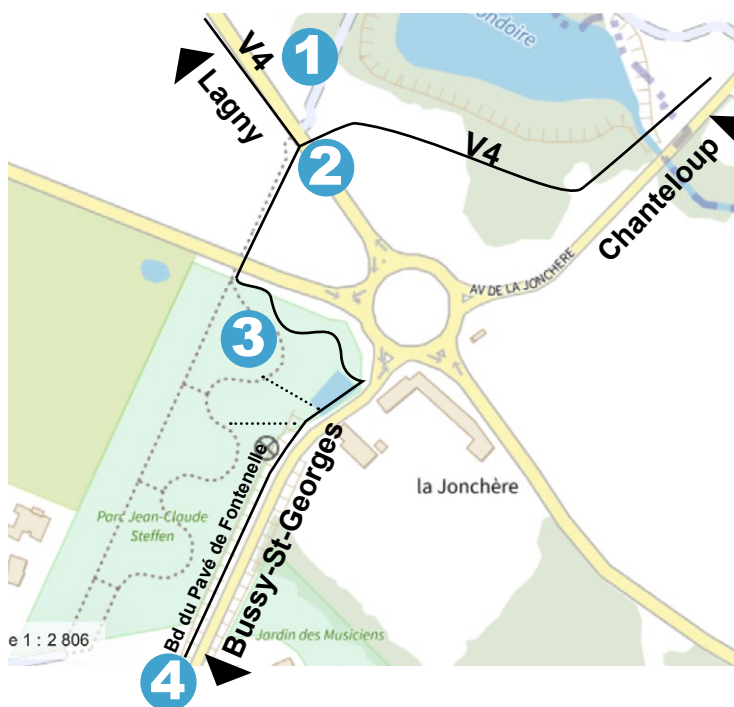 ondoire
V4
1
Lagny
V4
2
Chanteloup
AV DE LA JONCHÈRE
3
la Jonchère
Bd du Pavé de Fontenelle
Bussy-St-Georges
Parc Jean-Claude
Steffen
Jardin des Musiciens
e 1 : 2 806
4